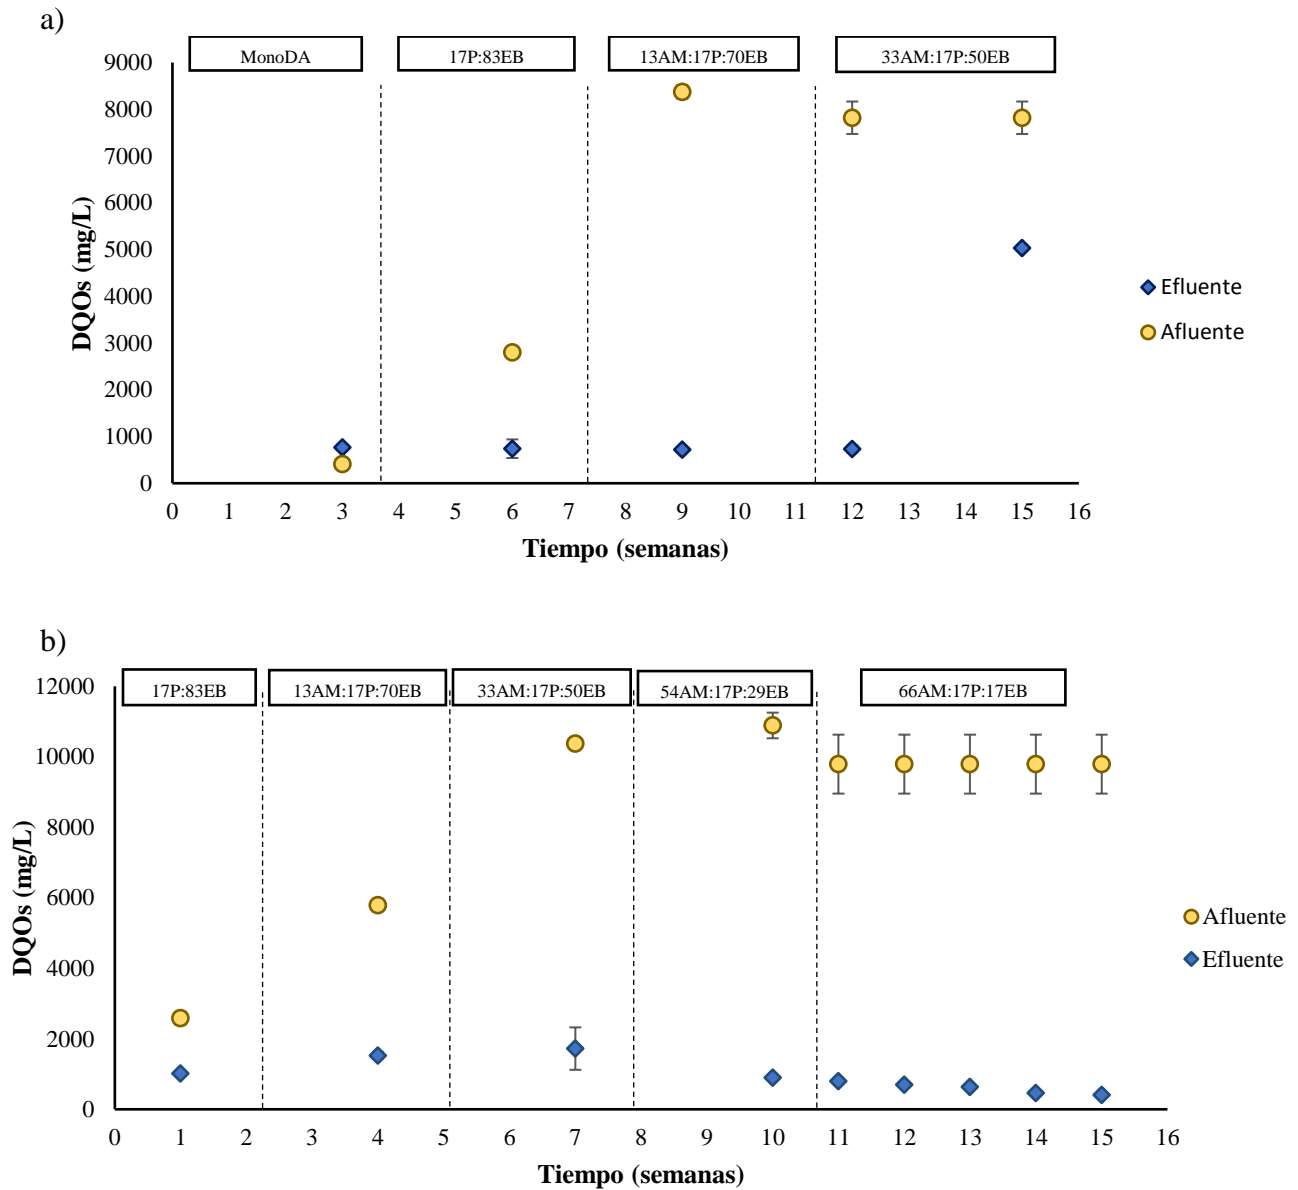 a)
MonoDA
17P:83EB
13AM:17P:70EB
33AM:17P:50EB
9000
8000
7000
6000
5000
4000
3000
2000
1000
0
DQOs (mg/L)
0 1 2 3 4 5 6 7 8 9 10 11 12 13 14 15 16
Tiempo (semanas)
Efluente
Afluente
b)
17P:83EB
13AM:17P:70EB
33AM:17P:50EB
54AM:17P:29EB
66AM:17P:17EB
12000
10000
8000
6000
4000
2000
0
DQOs (mg/L)
0 1 2 3 4 5 6 7 8 9 10 11 12 13 14 15 16
Tiempo (semanas)
Afluente
Efluente